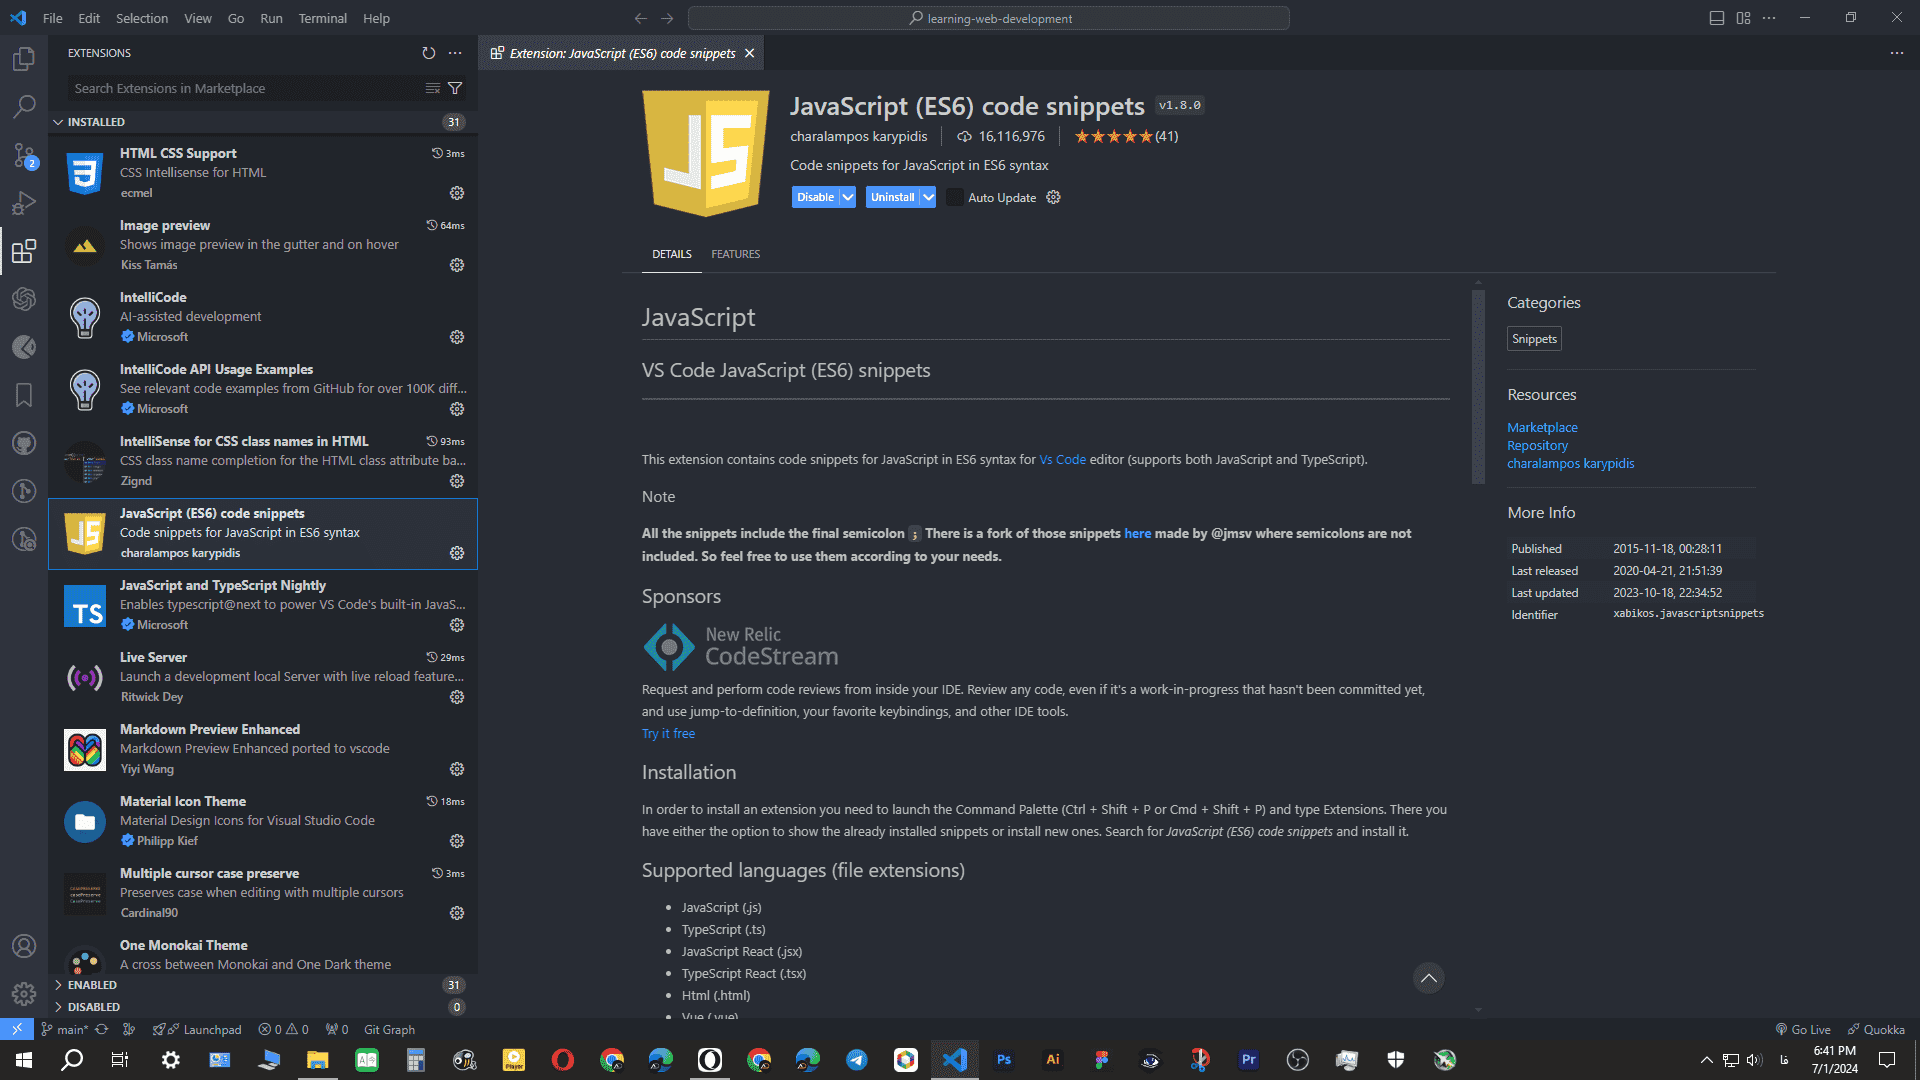 File Edit Selection View Go Run Terminal Help
learning-web-development
EXTENSIONS
Search Extensions in Marketplace
INSTALLED 31
HTML CSS Support 3ms
CSS Intellisense for HTML
ecmel
Image preview 64ms
Shows image preview in the gutter and on hover
Kiss Tamás
IntelliCode
AI-assisted development
Microsoft
IntelliCode API Usage Examples
See relevant code examples from GitHub for over 100K diff...
Microsoft
IntelliSense for CSS class names in HTML 93ms
CSS class name completion for the HTML class attribute ba...
Zignd
JavaScript (ES6) code snippets
Code snippets for JavaScript in ES6 syntax
charalampos karypidis
JavaScript and TypeScript Nightly
Enables typescript@next to power VS Code's built-in JavaS...
Microsoft
Live Server 29ms
Launch a development local Server with live reload feature...
Ritwick Dey
Markdown Preview Enhanced
Markdown Preview Enhanced ported to vscode
Yiyi Wang
Material Icon Theme 18ms
Material Design Icons for Visual Studio Code
Philipp Kief
Multiple cursor case preserve 3ms
Preserves case when editing with multiple cursors
Cardinal90
One Monokai Theme
A cross between Monokai and One Dark theme
ENABLED 31
DISABLED 0
2
JS
TS
Extension: JavaScript (ES6) code snippets
JS
JavaScript (ES6) code snippets v1.8.0
charalampos karypidis 16,116,976 (41)
Code snippets for JavaScript in ES6 syntax
Disable Uninstall Auto Update
DETAILS FEATURES
JavaScript
VS Code JavaScript (ES6) snippets
This extension contains code snippets for JavaScript in ES6 syntax for Vs Code editor (supports both JavaScript and TypeScript).
Note
All the snippets include the final semicolon ; There is a fork of those snippets here made by @jmsv where semicolons are not
included. So feel free to use them according to your needs.
Sponsors
New Relic
CodeStream
Request and perform code reviews from inside your IDE. Review any code, even if it's a work-in-progress that hasn't been committed yet,
and use jump-to-definition, your favorite keybindings, and other IDE tools.
Try it free
Installation
In order to install an extension you need to launch the Command Palette (Ctrl + Shift + P or Cmd + Shift + P) and type Extensions. There you
have either the option to show the already installed snippets or install new ones. Search for JavaScript (ES6) code snippets and install it.
Supported languages (file extensions)
JavaScript (.js)
TypeScript (.ts)
JavaScript React (.jsx)
TypeScript React (.tsx)
Html (.html)
Vue (.vue)
Categories
Snippets
Resources
Marketplace
Repository
charalampos karypidis
More Info
Published 2015-11-18, 00:28:11
Last released 2020-04-21, 21:51:39
Last updated 2023-10-18, 22:34:52
Identifier xabikos.javascriptsnippets
main* Launchpad 0 0 0 Git Graph
Go Live Quokka
Player
Ps Ai Pr
فا
6:41 PM
7/1/2024